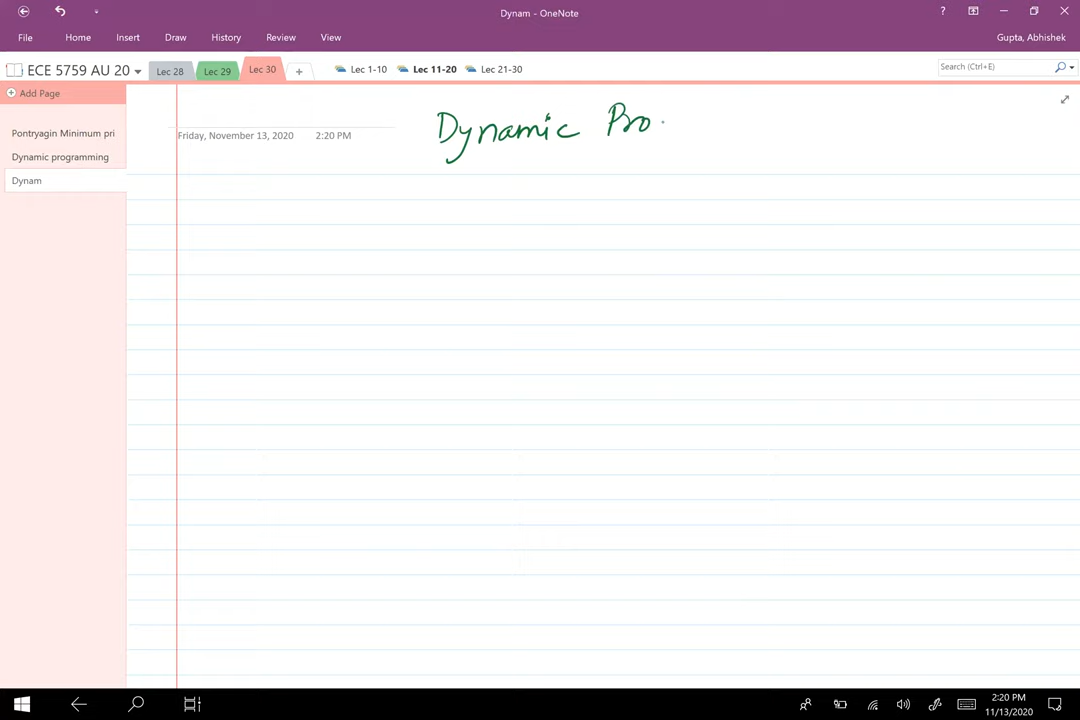 Dynam - OneNote
?
File Home Insert Draw History Review View
Gupta, Abhishek
ECE 5759 AU 20 Lec 28 Lec 29 Lec 30 + Lec 1-10 Lec 11-20 Lec 21-30
Search (Ctrl+E)
Add Page
Pontryagin Minimum pri
Dynamic programming
Dynam
Dynamic Pro
Friday, November 13, 2020 2:20 PM
2:20 PM
11/13/2020